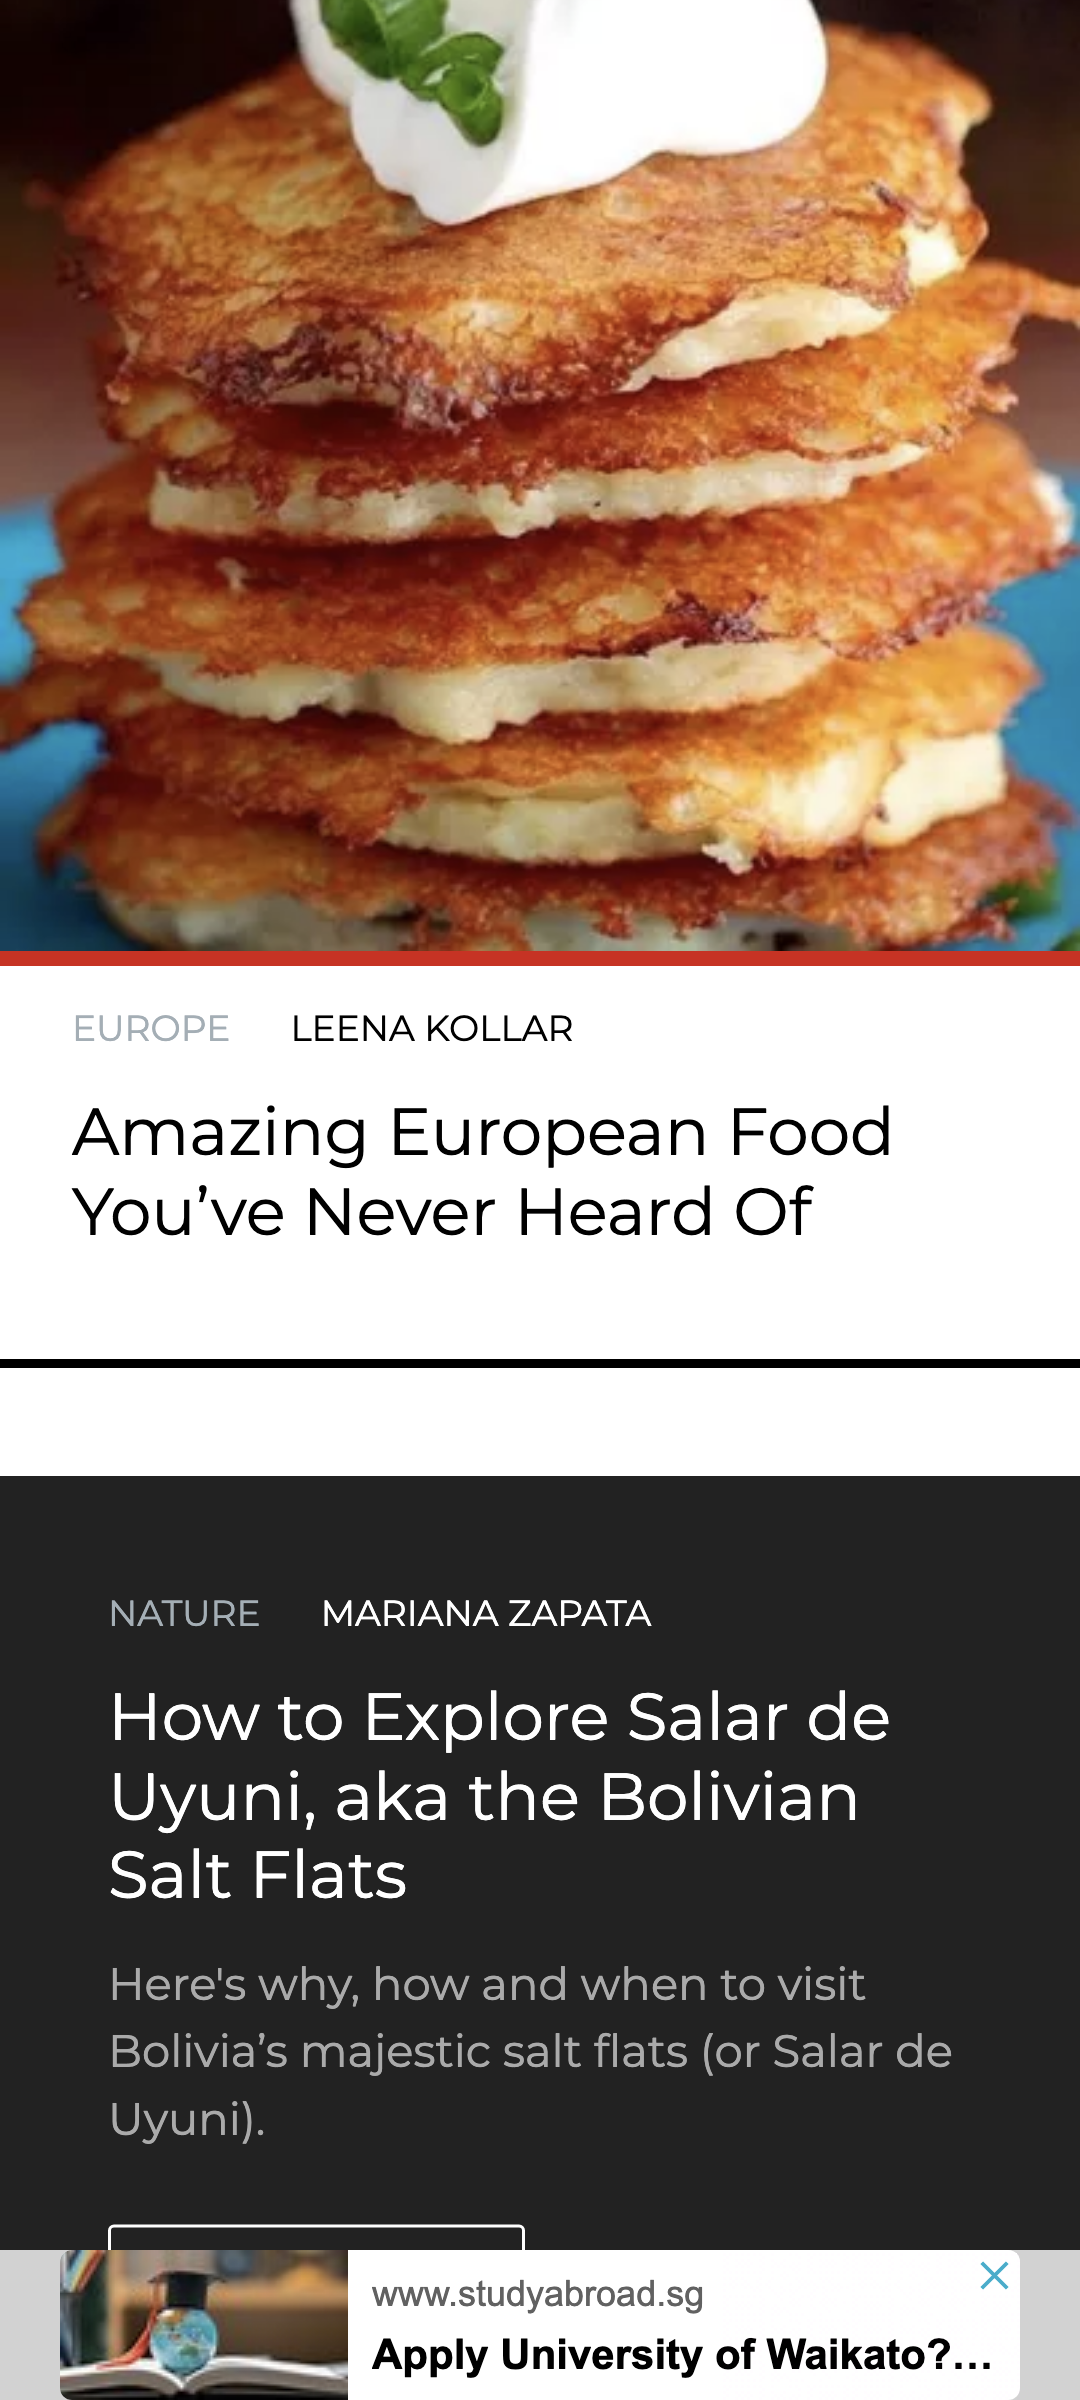 EUROPE LEENA KOLLAR
Amazing European Food
You’ve Never Heard Of
NATURE MARIANA ZAPATA
How to Explore Salar de
Uyuni, aka the Bolivian
Salt Flats
Here's why, how and when to visit
Bolivia’s majestic salt flats (or Salar de
Uyuni).
www.studyabroad.sg
Apply University of Waikato?...